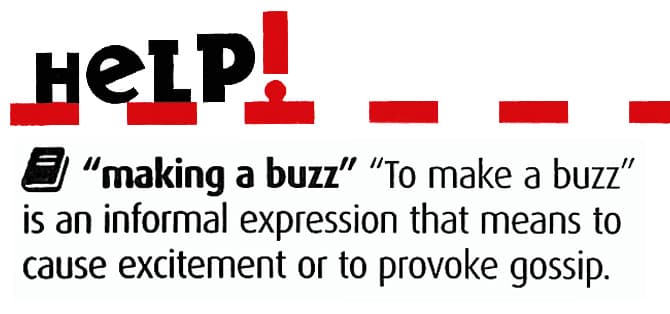 HeLP!
“making a buzz” “To make a buzz”
is an informal expression that means to
cause excitement or to provoke gossip.